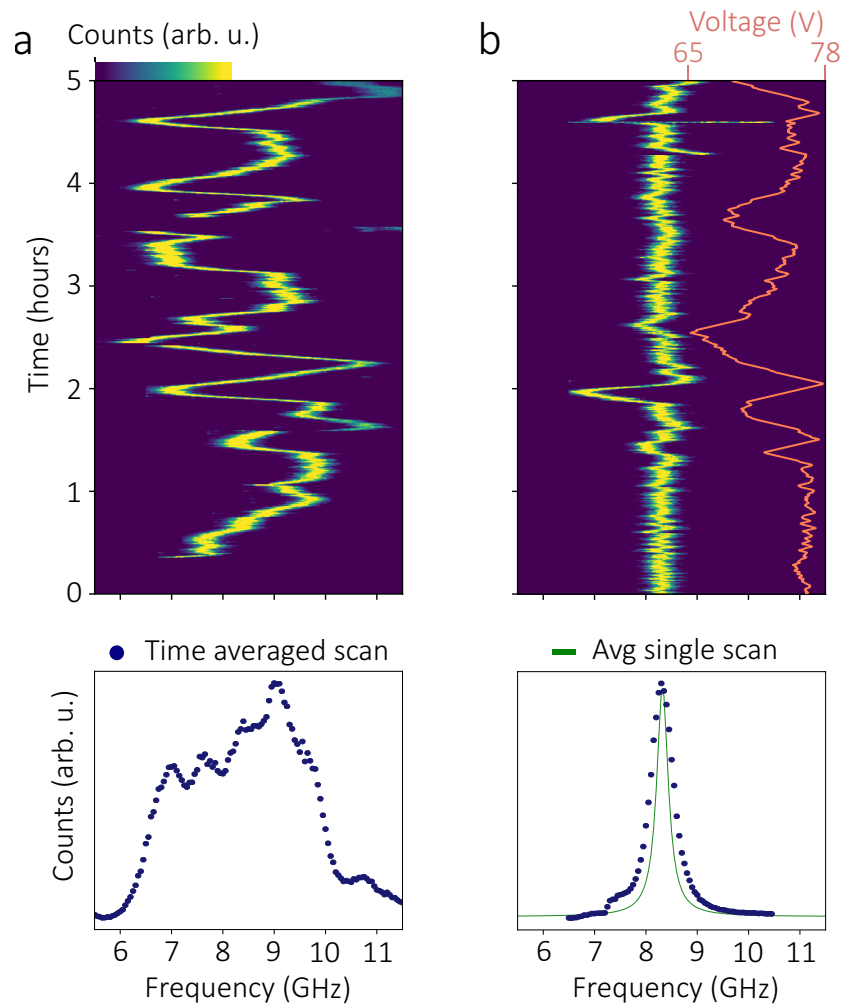 a
Counts (arb. u.)
5
4
3
2
1
0
Time (hours)
b
Voltage (V)
65 78
Time averaged scan
Counts (arb. u.)
6 7 8 9 10 11
Frequency (GHz)
Avg single scan
6 7 8 9 10 11
Frequency (GHz)